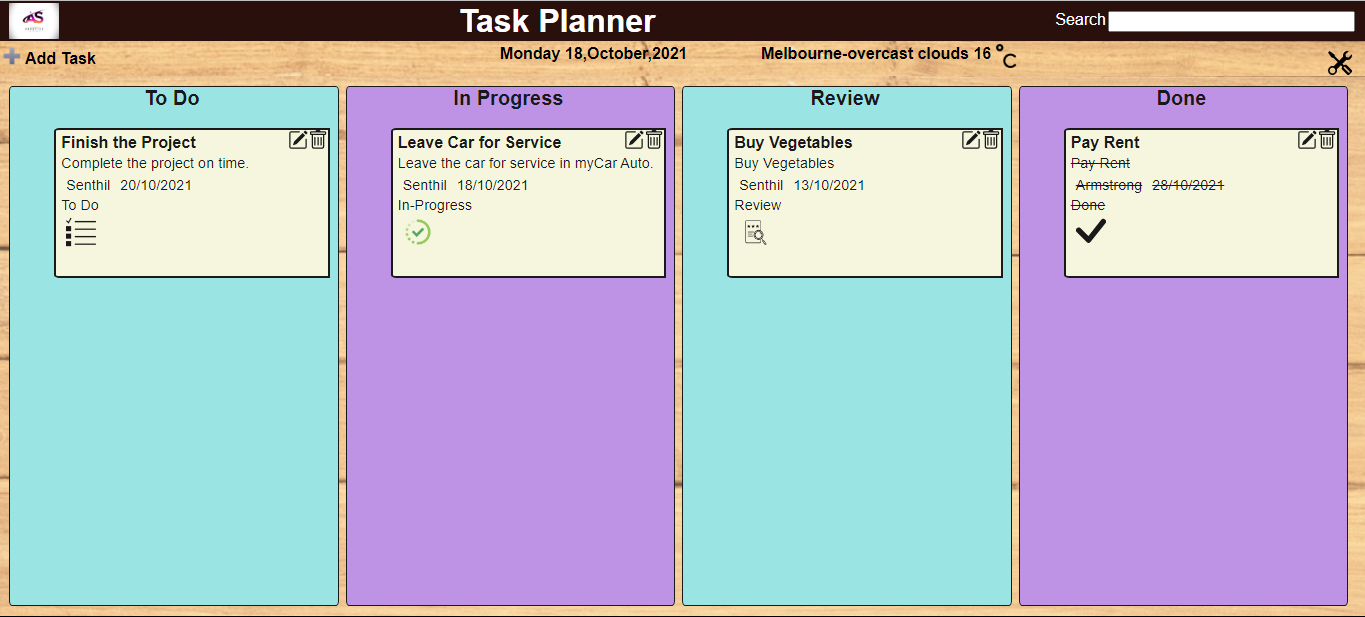 AS
Task Planner
Search
Add Task
Monday 18,October,2021
Melbourne-overcast clouds 16 °C
To Do
Finish the Project
Complete the project on time.
Senthil 20/10/2021
To Do
In Progress
Leave Car for Service
Leave the car for service in myCar Auto.
Senthil 18/10/2021
In-Progress
Review
Buy Vegetables
Buy Vegetables
Senthil 13/10/2021
Review
Done
Pay Rent
Pay Rent
Armstrong 28/10/2021
Done